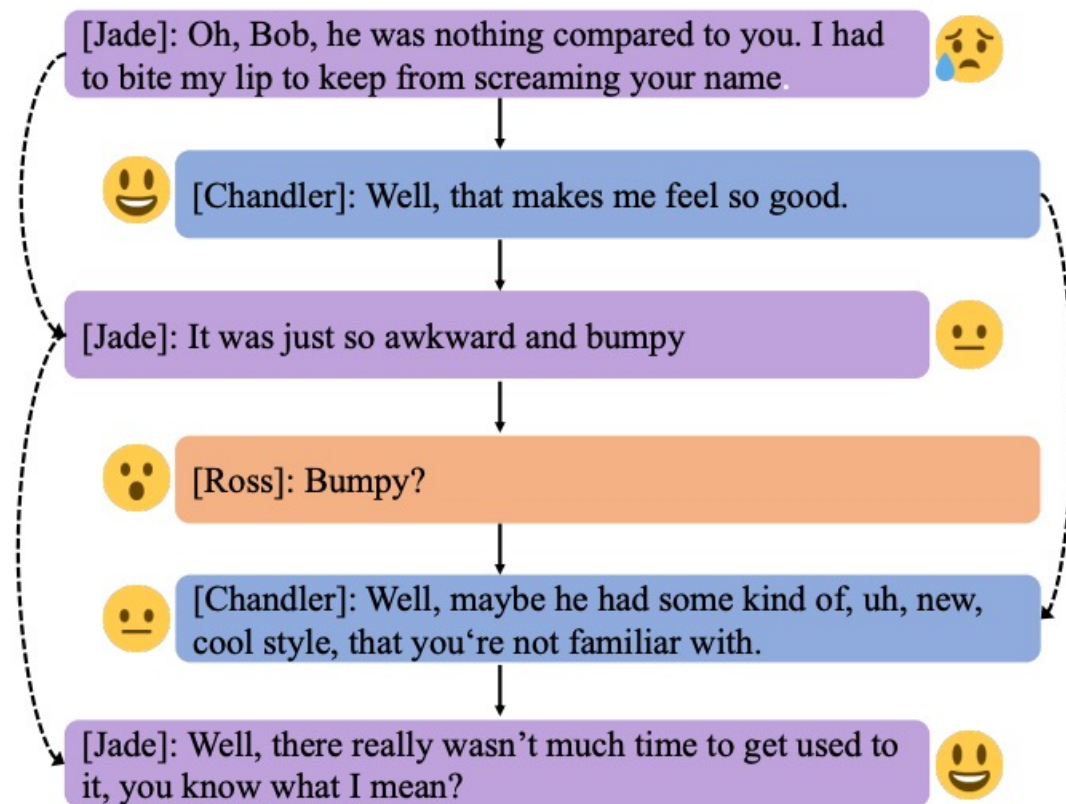 [Jade]: Oh, Bob, he was nothing compared to you. I had
to bite my lip to keep from screaming your name.
[Chandler]: Well, that makes me feel so good.
[Jade]: It was just so awkward and bumpy
[Ross]: Bumpy?
[Chandler]: Well, maybe he had some kind of, uh, new,
cool style, that you‘re not familiar with.
[Jade]: Well, there really wasn’t much time to get used to
it, you know what I mean?